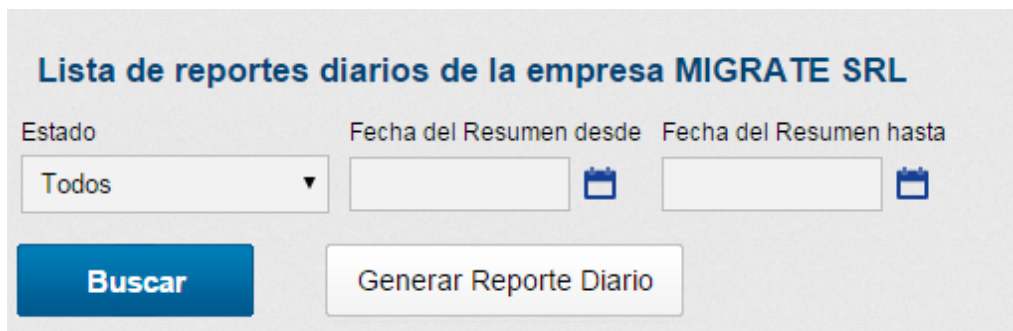 Lista de reportes diarios de la empresa MIGRATE SRL
Estado Fecha del Resumen desde Fecha del Resumen hasta
Todos
Buscar Generar Reporte Diario